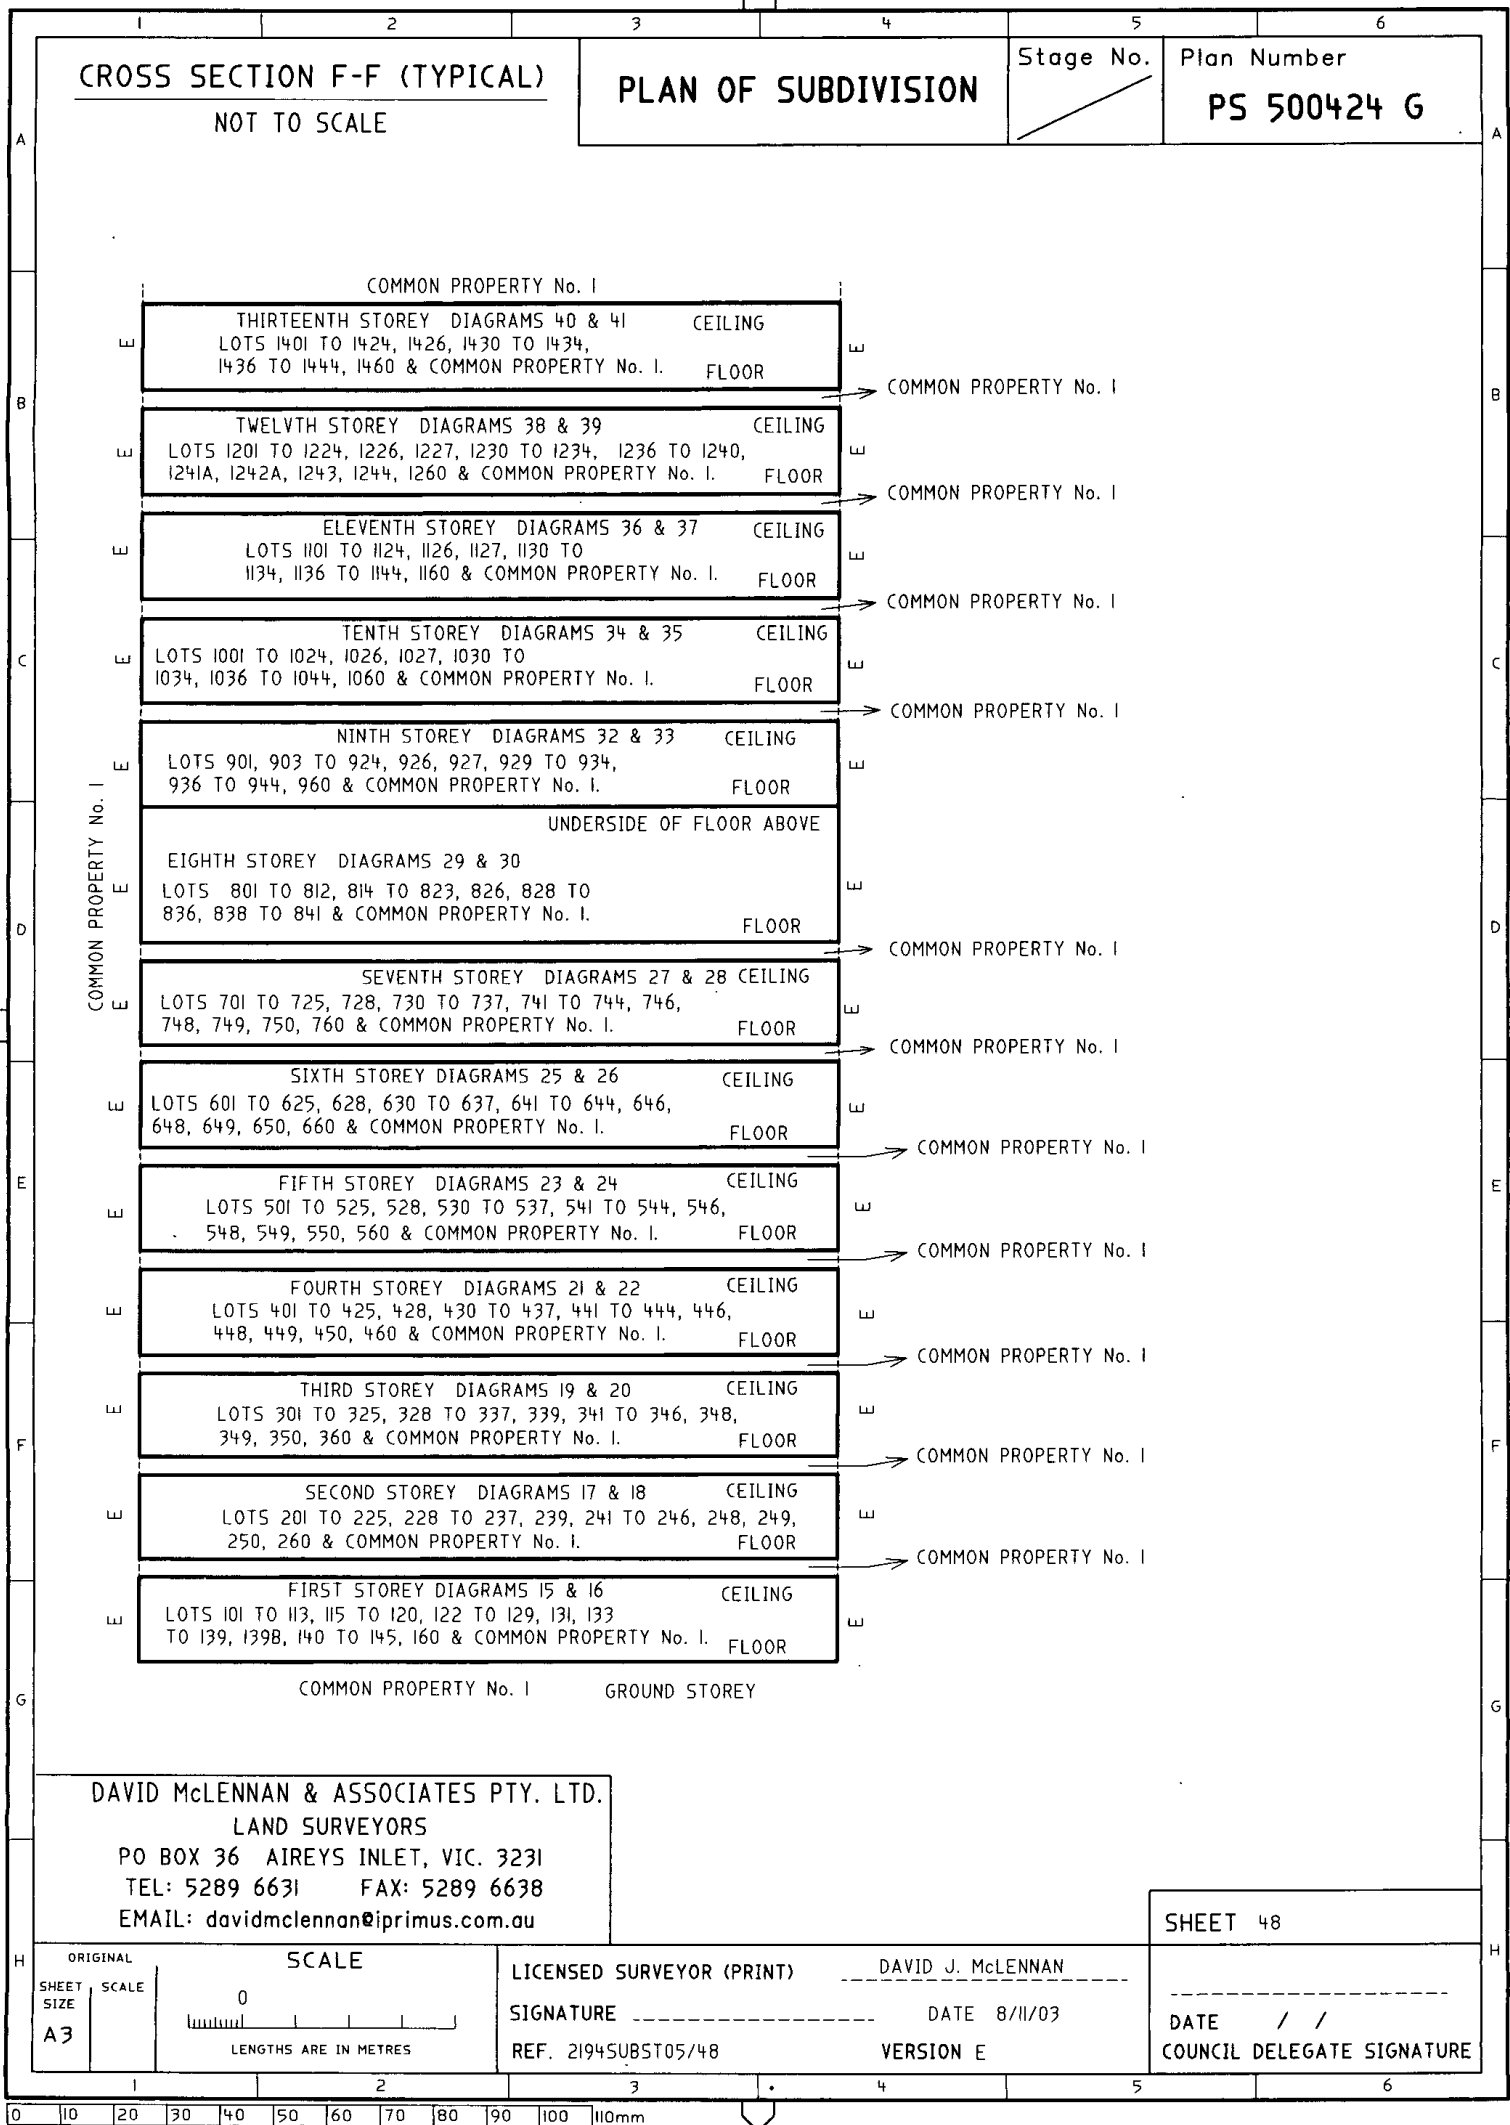 1 2 3 4 5 6
CROSS SECTION F-F (TYPICAL)
NOT TO SCALE
PLAN OF SUBDIVISION
Stage No.
Plan Number
PS 500424 G
A A
COMMON PROPERTY No. 1
THIRTEENTH STOREY DIAGRAMS 40 & 41 CEILING
LOTS 1401 TO 1424, 1426, 1430 TO 1434,
1436 TO 1444, 1460 & COMMON PROPERTY No. 1. FLOOR
E E
COMMON PROPERTY No. 1
B B
TWELVTH STOREY DIAGRAMS 38 & 39 CEILING
LOTS 1201 TO 1224, 1226, 1227, 1230 TO 1234, 1236 TO 1240,
1241A, 1242A, 1243, 1244, 1260 & COMMON PROPERTY No. 1. FLOOR
E E
COMMON PROPERTY No. 1
ELEVENTH STOREY DIAGRAMS 36 & 37 CEILING
LOTS 1101 TO 1124, 1126, 1127, 1130 TO
1134, 1136 TO 1144, 1160 & COMMON PROPERTY No. 1. FLOOR
E E
COMMON PROPERTY No. 1
TENTH STOREY DIAGRAMS 34 & 35 CEILING
LOTS 1001 TO 1024, 1026, 1027, 1030 TO
1034, 1036 TO 1044, 1060 & COMMON PROPERTY No. 1. FLOOR
E E
C C
COMMON PROPERTY No. 1
NINTH STOREY DIAGRAMS 32 & 33 CEILING
LOTS 901, 903 TO 924, 926, 927, 929 TO 934,
936 TO 944, 960 & COMMON PROPERTY No. 1. FLOOR
E E
COMMON PROPERTY No. 1
UNDERSIDE OF FLOOR ABOVE
EIGHTH STOREY DIAGRAMS 29 & 30
LOTS 801 TO 812, 814 TO 823, 826, 828 TO
836, 838 TO 841 & COMMON PROPERTY No. 1. FLOOR
E E
D D
COMMON PROPERTY No. 1
SEVENTH STOREY DIAGRAMS 27 & 28 CEILING
LOTS 701 TO 725, 728, 730 TO 737, 741 TO 744, 746,
748, 749, 750, 760 & COMMON PROPERTY No. 1. FLOOR
E E
COMMON PROPERTY No. 1
SIXTH STOREY DIAGRAMS 25 & 26 CEILING
LOTS 601 TO 625, 628, 630 TO 637, 641 TO 644, 646,
648, 649, 650, 660 & COMMON PROPERTY No. 1. FLOOR
E E
COMMON PROPERTY No. 1
E E
FIFTH STOREY DIAGRAMS 23 & 24 CEILING
LOTS 501 TO 525, 528, 530 TO 537, 541 TO 544, 546,
548, 549, 550, 560 & COMMON PROPERTY No. 1. FLOOR
E E
COMMON PROPERTY No. 1
FOURTH STOREY DIAGRAMS 21 & 22 CEILING
LOTS 401 TO 425, 428, 430 TO 437, 441 TO 444, 446,
448, 449, 450, 460 & COMMON PROPERTY No. 1. FLOOR
E E
COMMON PROPERTY No. 1
THIRD STOREY DIAGRAMS 19 & 20 CEILING
LOTS 301 TO 325, 328 TO 337, 339, 341 TO 346, 348,
349, 350, 360 & COMMON PROPERTY No. 1. FLOOR
E E
F F
COMMON PROPERTY No. 1
SECOND STOREY DIAGRAMS 17 & 18 CEILING
LOTS 201 TO 225, 228 TO 237, 239, 241 TO 246, 248, 249,
250, 260 & COMMON PROPERTY No. 1. FLOOR
E E
COMMON PROPERTY No. 1
FIRST STOREY DIAGRAMS 15 & 16 CEILING
LOTS 101 TO 113, 115 TO 120, 122 TO 129, 131, 133
TO 139, 139B, 140 TO 145, 160 & COMMON PROPERTY No. 1. FLOOR
E E
COMMON PROPERTY No. 1 GROUND STOREY
G G
DAVID McLENNAN & ASSOCIATES PTY. LTD.
LAND SURVEYORS
PO BOX 36 AIREYS INLET, VIC. 3231
TEL: 5289 6631 FAX: 5289 6638
EMAIL: davidmclennan@iprimus.com.au
SHEET 48
H H
ORIGINAL
SHEET SIZE
A3
SCALE
SCALE
0
LENGTHS ARE IN METRES
LICENSED SURVEYOR (PRINT) DAVID J. McLENNAN
SIGNATURE DATE 8/11/03
REF. 2194SUBST05/48 VERSION E
DATE / /
COUNCIL DELEGATE SIGNATURE
1 2 3 4 5 6
0 10 20 30 40 50 60 70 80 90 100 110mm